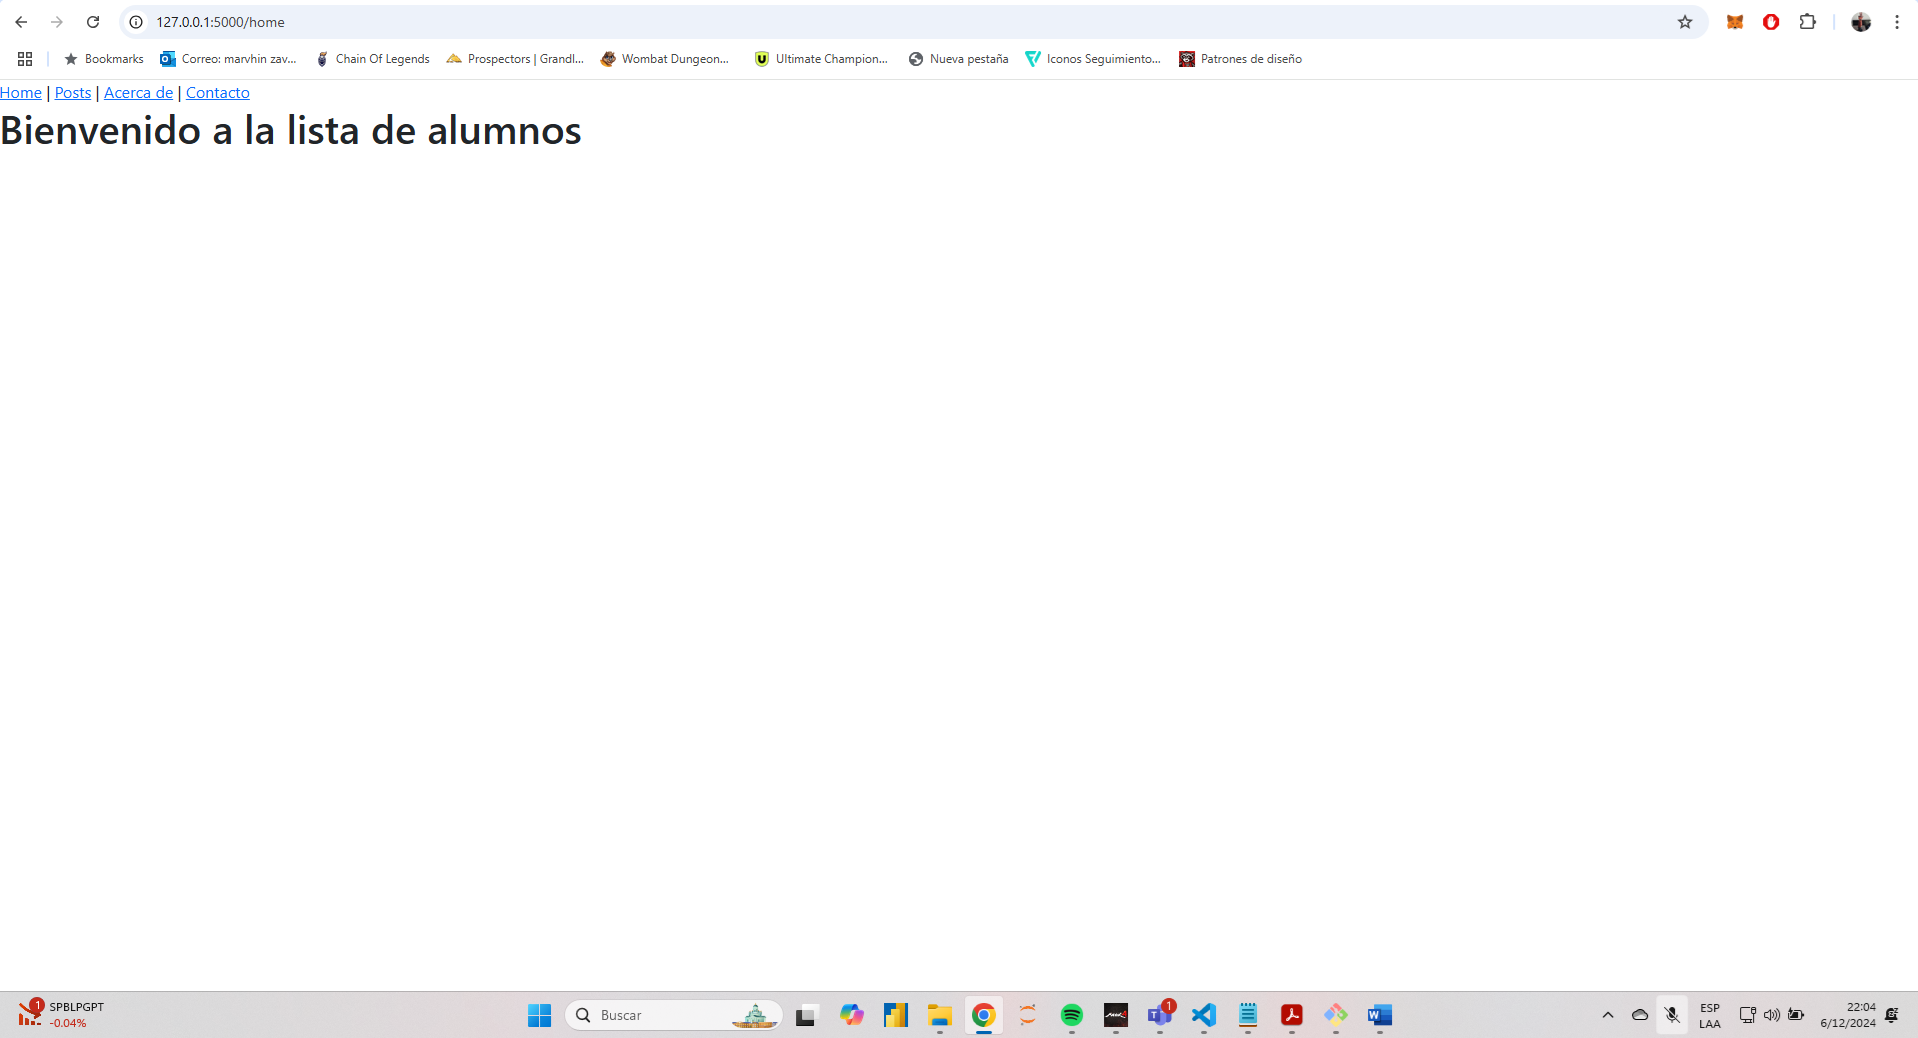 127.0.0.1:5000/home
Bookmarks Correo: marvhin zav... Chain Of Legends Prospectors | Grandl... Wombat Dungeon... Ultimate Champion... Nueva pestaña Iconos Seguimiento... Patrones de diseño
Home | Posts | Acerca de | Contacto
Bienvenido a la lista de alumnos
1 SPBLPGPT
-0.04%
Buscar
1
ESP
LAA
22:04
6/12/2024